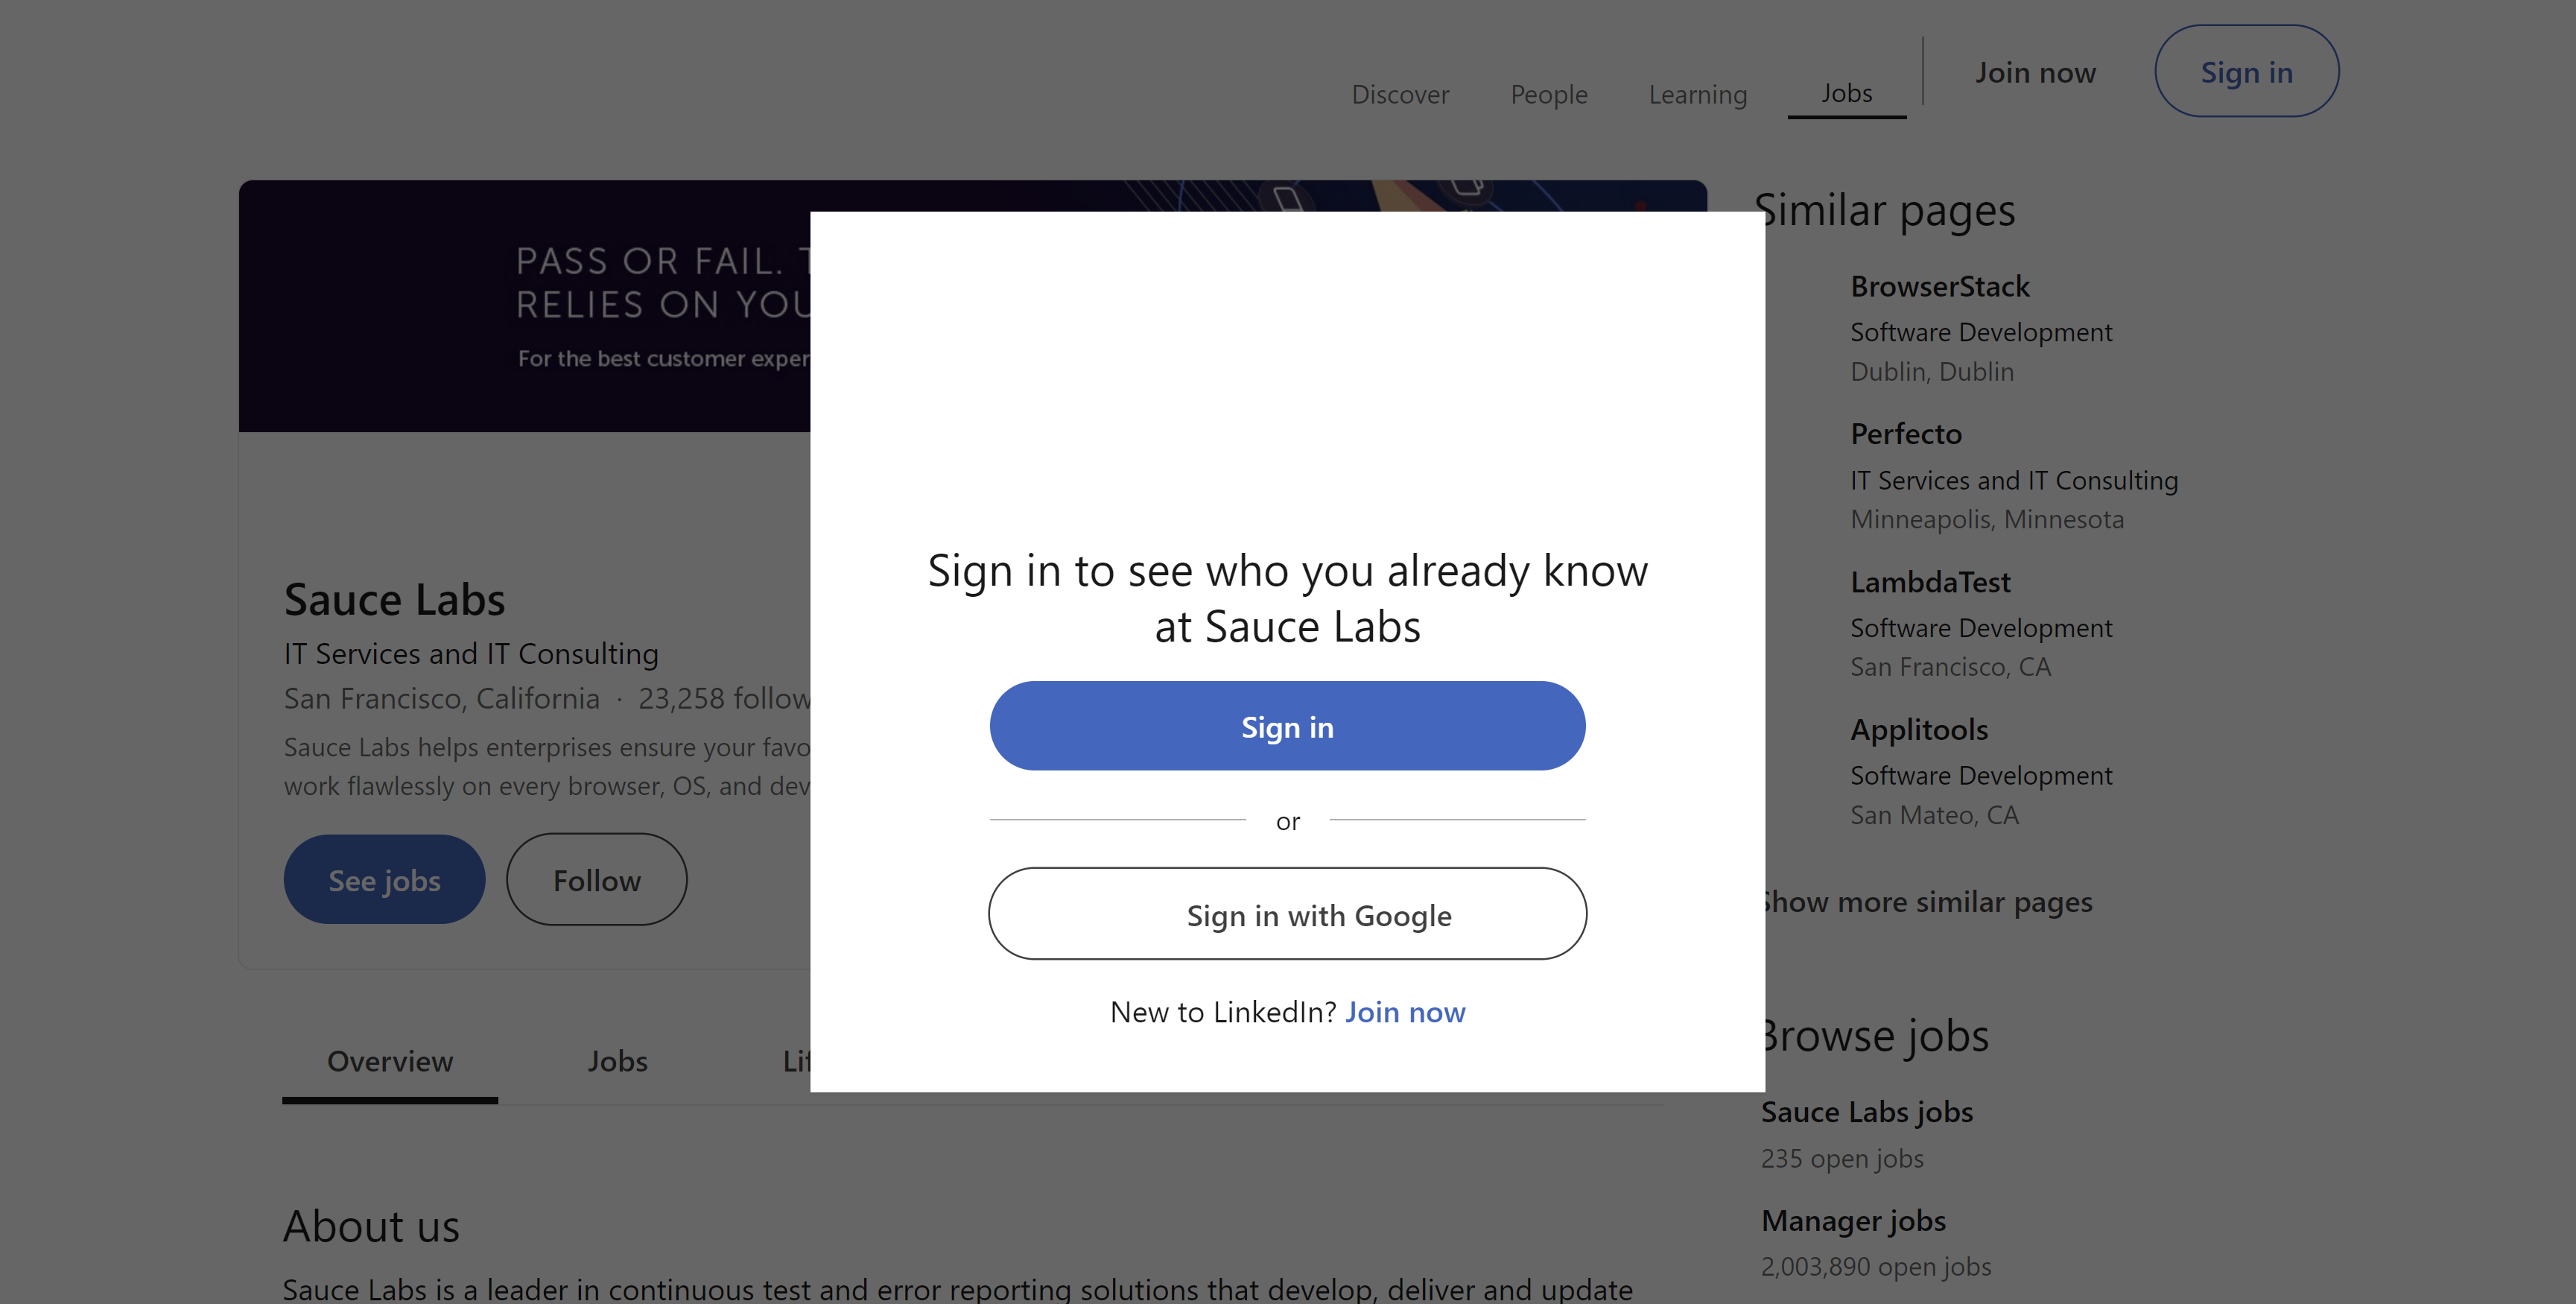 Discover
People
Learning
Jobs
Join now
Sign in
PASS OR FAIL.
RELIES ON YOU
For the best customer
Sauce Labs
IT Services and IT Consulting
San Francisco, California · 23,258
Sauce Labs helps enterprises ensure your
work flawlessly on every browser, OS, and
See jobs
Follow
Overview
Jobs
About us
Sauce Labs is a leader in continuous test and error reporting solutions that develop, deliver and update
Sign in to see who you already know
at Sauce Labs
Sign in
or
Sign in with Google
New to LinkedIn? Join now
Similar pages
BrowserStack
Software Development
Dublin, Dublin
Perfecto
IT Services and IT Consulting
Minneapolis, Minnesota
LambdaTest
Software Development
San Francisco, CA
Applitools
Software Development
San Mateo, CA
Show more similar pages
Browse jobs
Sauce Labs jobs
235 open jobs
Manager jobs
2,003,890 open jobs